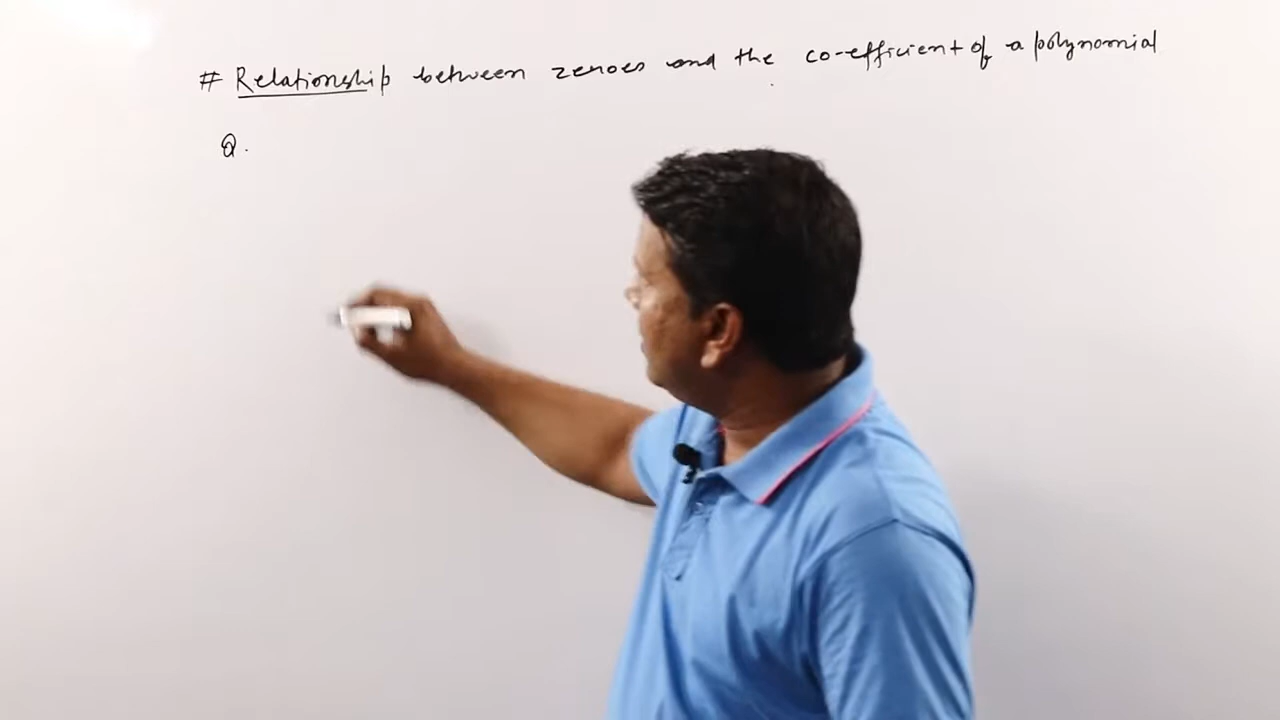 # Relationship between zeroes and the co-efficient of a polynomial
Q.